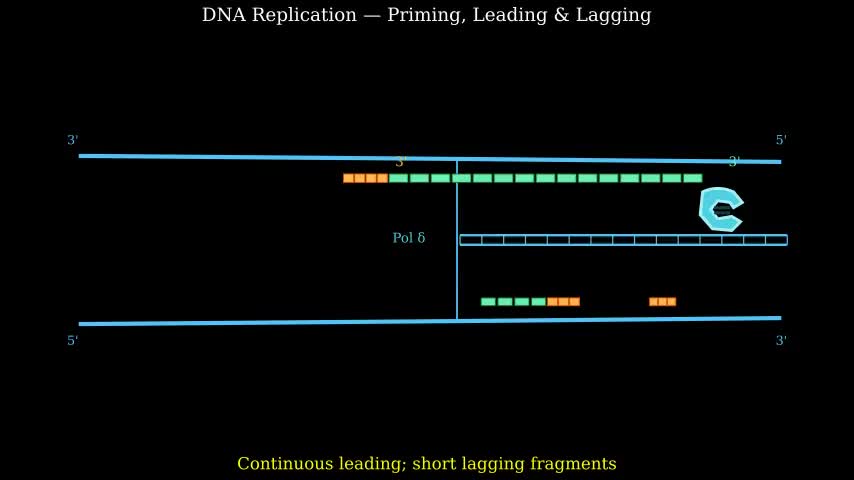 DNA Replication — Priming, Leading & Lagging
3' 5'
3' 3'
Pol δ
5' 3'
Continuous leading; short lagging fragments